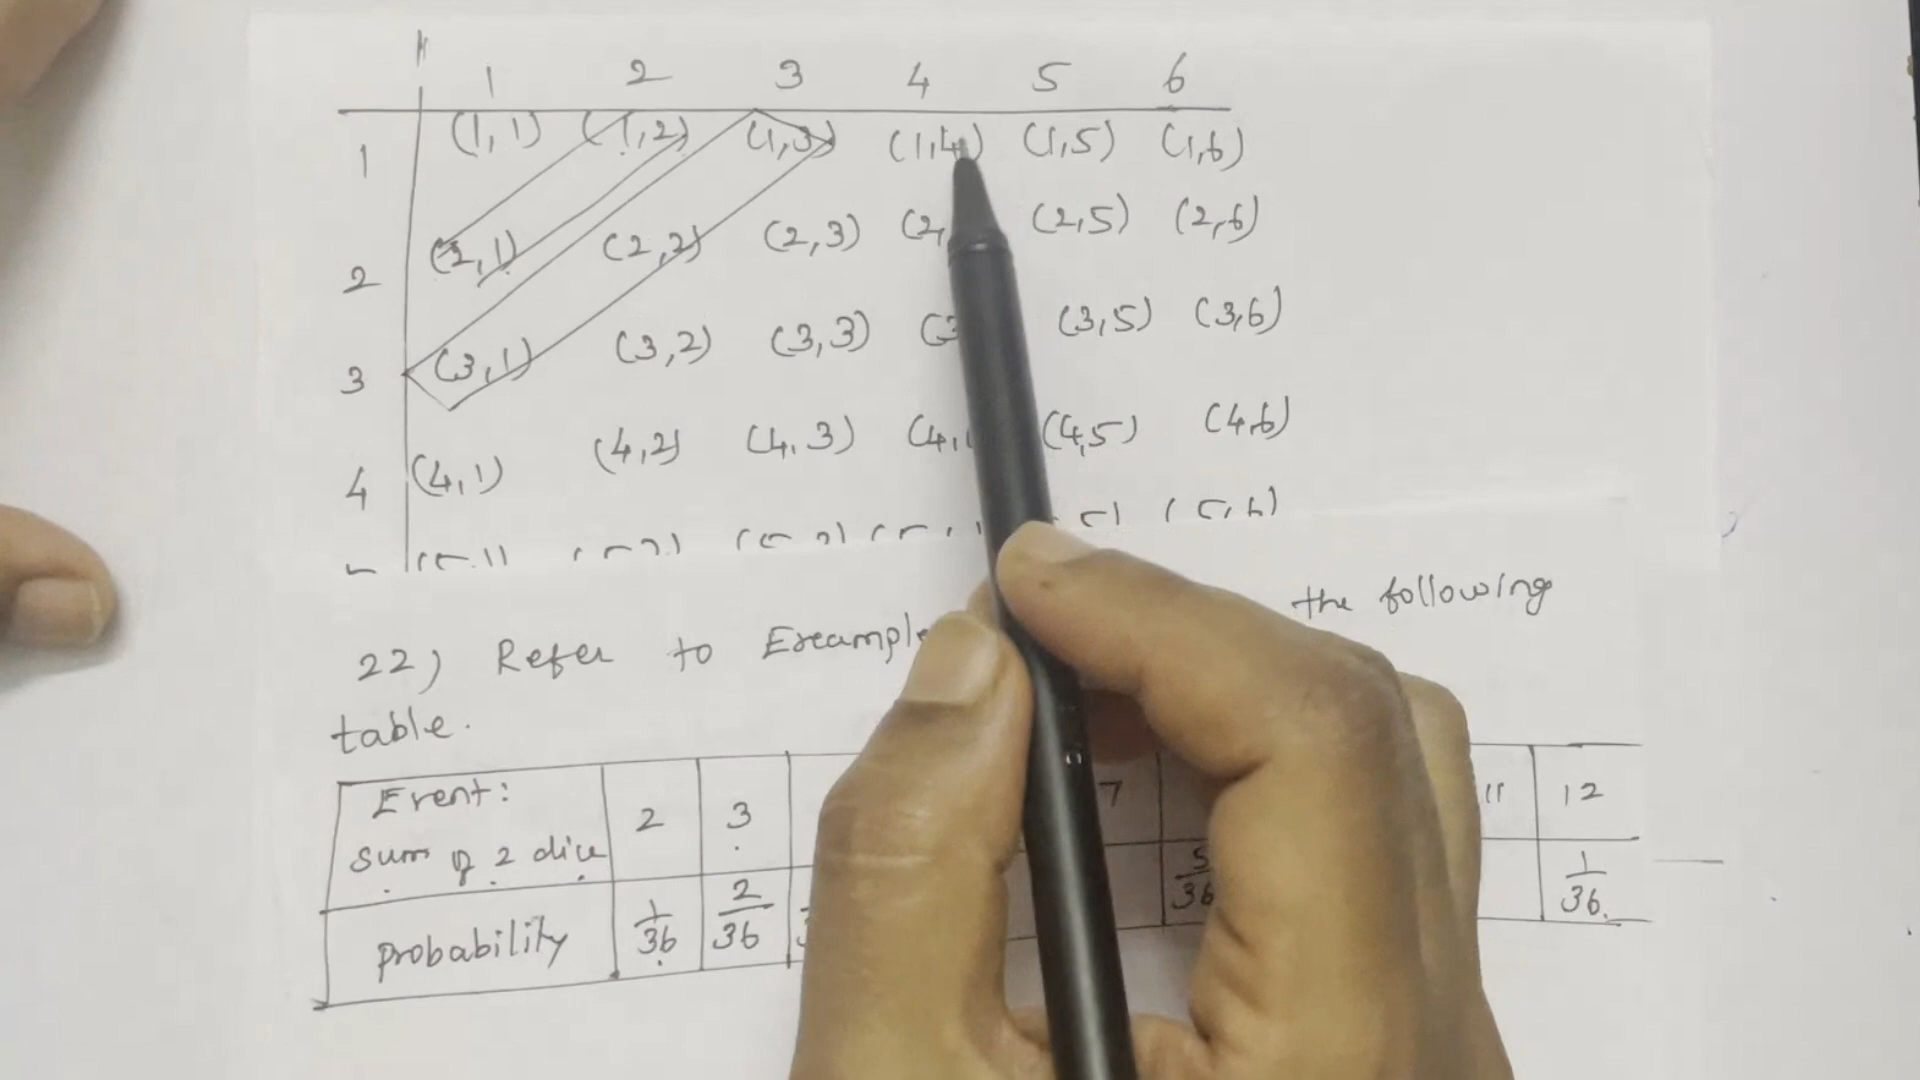 1 2 3 4 5 6
1 (1,1) (1,2) (1,3) (1,4) (1,5) (1,6)
2 (2,1) (2,2) (2,3) (2, (2,5) (2,6)
3 (3,1) (3,2) (3,3) (3 (3,5) (3,6)
4 (4,1) (4,2) (4,3) (4, (4,5) (4,6)
22) Refer to Example the following
table.
Event: 2 3 7 11 12
sum of 2 dice
probability 1/36 2/36 5/36 1/36